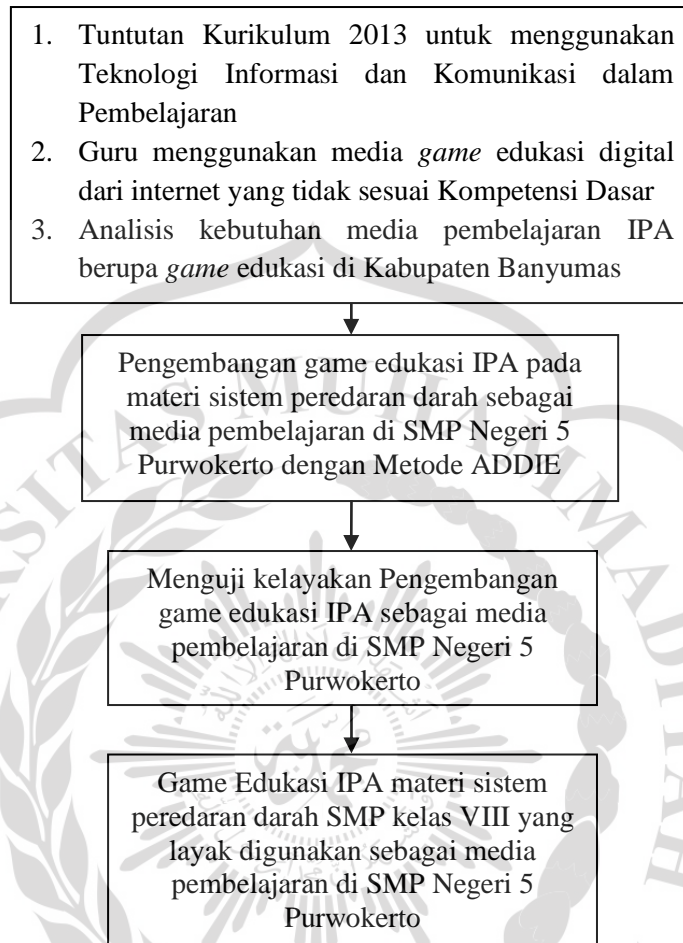 1. Tuntutan Kurikulum 2013 untuk menggunakan
Teknologi Informasi dan Komunikasi dalam
Pembelajaran
2. Guru menggunakan media game edukasi digital
dari internet yang tidak sesuai Kompetensi Dasar
3. Analisis kebutuhan media pembelajaran IPA
berupa game edukasi di Kabupaten Banyumas
Pengembangan game edukasi IPA pada
materi sistem peredaran darah sebagai
media pembelajaran di SMP Negeri 5
Purwokerto dengan Metode ADDIE
Menguji kelayakan Pengembangan
game edukasi IPA sebagai media
pembelajaran di SMP Negeri 5
Purwokerto
Game Edukasi IPA materi sistem
peredaran darah SMP kelas VIII yang
layak digunakan sebagai media
pembelajaran di SMP Negeri 5
Purwokerto